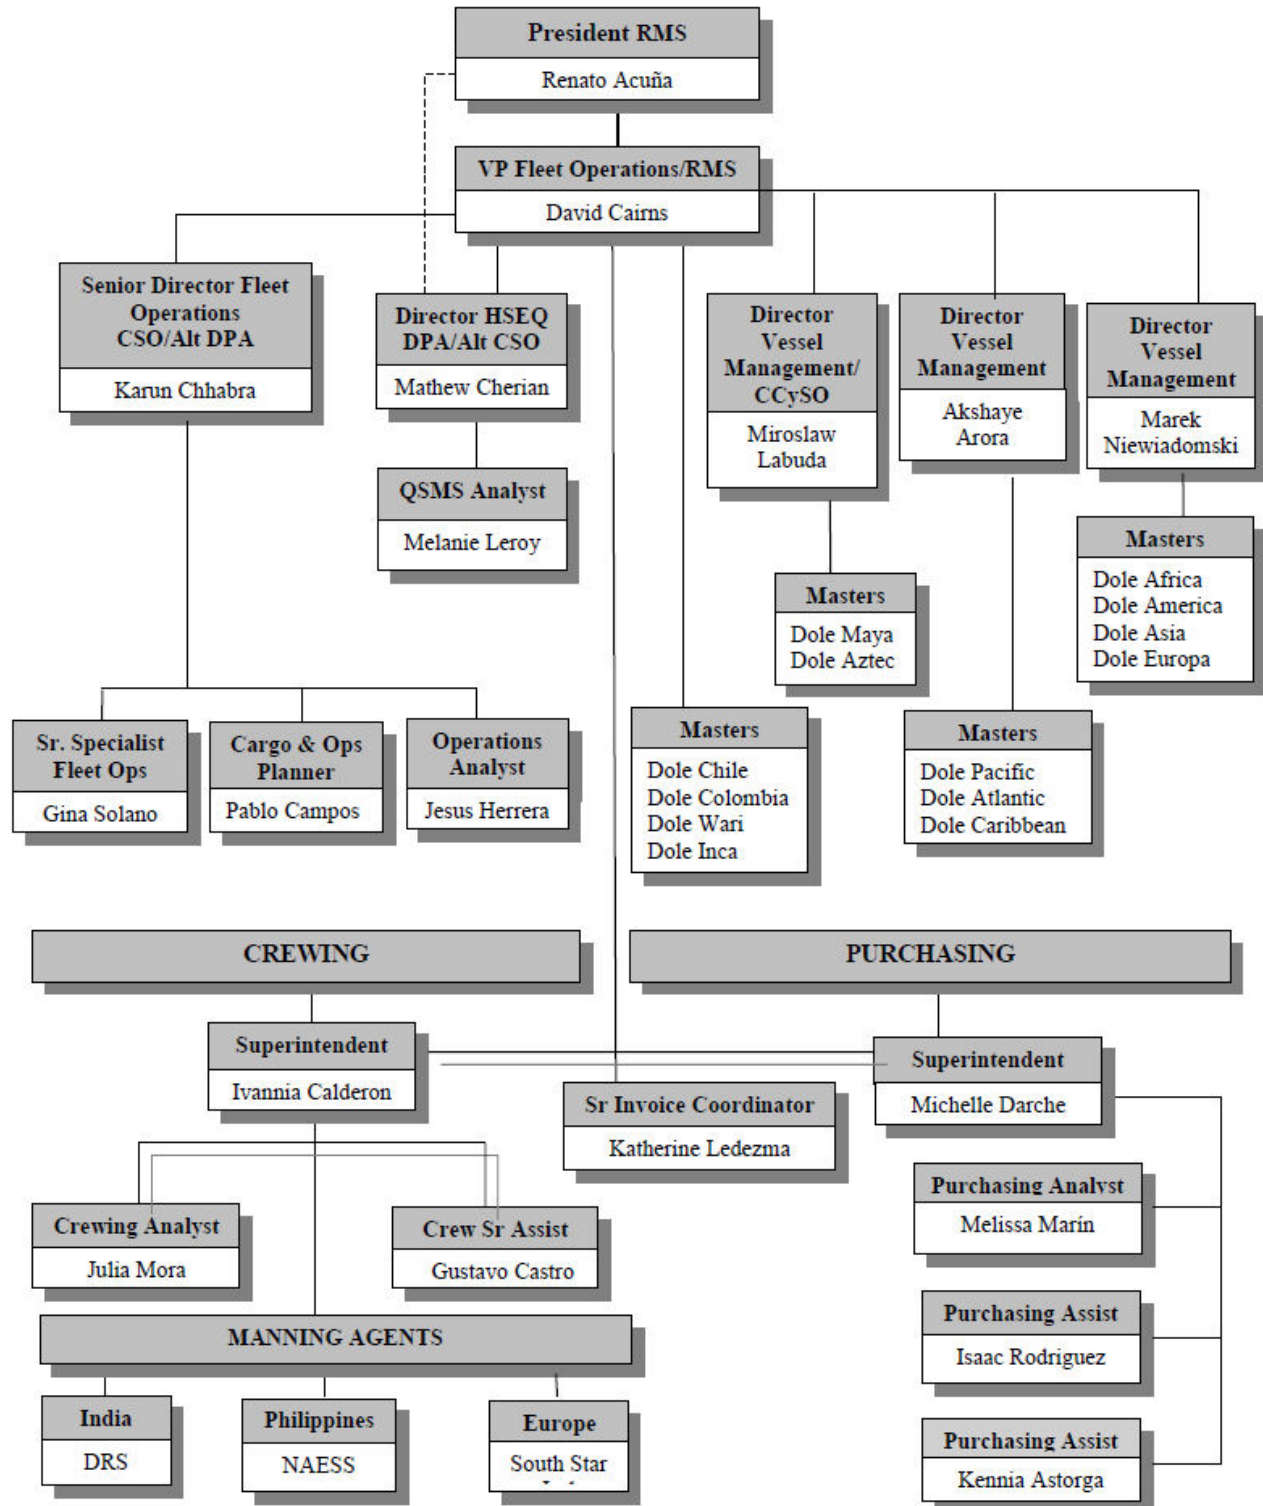 President RMS
Renato Acuña
VP Fleet Operations/RMS
David Cairns
Senior Director Fleet
Operations
CSO/Alt DPA
Karun Chhabra
Director HSEQ
DPA/Alt CSO
Mathew Cherian
QSMS Analyst
Melanie Leroy
Director
Vessel
Management/
CCySO
Miroslaw
Labuda
Director
Vessel
Management
Akshaye
Arora
Director
Vessel
Management
Marek
Niewiadomski
Masters
Dole Africa
Dole America
Dole Asia
Dole Europa
Masters
Dole Maya
Dole Aztec
Sr. Specialist
Fleet Ops
Gina Solano
Cargo & Ops
Planner
Pablo Campos
Operations
Analyst
Jesus Herrera
Masters
Dole Chile
Dole Colombia
Dole Wari
Dole Inca
Masters
Dole Pacific
Dole Atlantic
Dole Caribbean
CREWING
PURCHASING
Superintendent
Ivannia Calderon
Sr Invoice Coordinator
Katherine Ledezma
Superintendent
Michelle Darche
Crewing Analyst
Julia Mora
Crew Sr Assist
Gustavo Castro
Purchasing Analyst
Melissa Marín
Purchasing Assist
Isaac Rodriguez
Purchasing Assist
Kennia Astorga
MANNING AGENTS
India
DRS
Philippines
NAESS
Europe
South Star